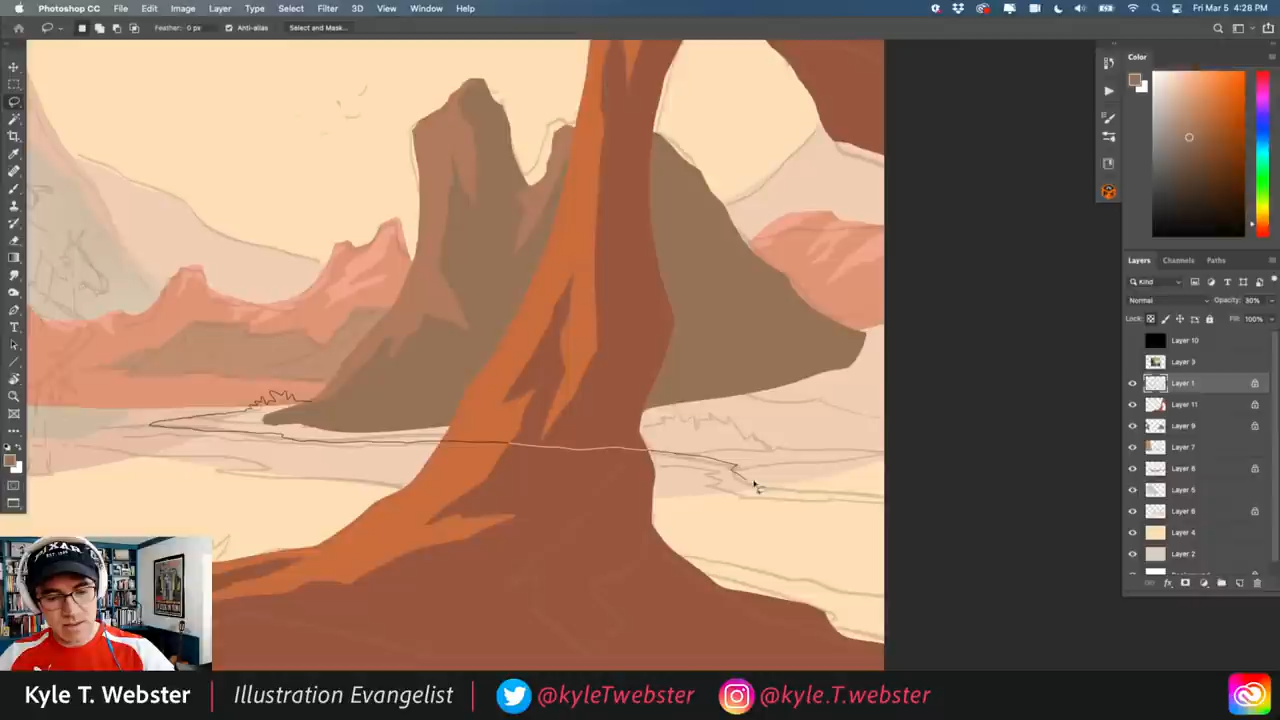 Photoshop CC File Edit Image Layer Type Select Filter 3D View Window Help Fri Mar 5 4:28 PM
Feather: 0 px Anti-alias Select and Mask...
Color
Layers Channels Paths
Kind
Normal Opacity: 30%
Lock: Fill: 100%
Layer 10
Layer 3
Layer 1
Layer 11
Layer 9
Layer 7
Layer 8
Layer 5
Layer 6
Layer 4
Layer 2
PIXAR
Kyle T. Webster | Illustration Evangelist | @kyleTwebster @kyle.T.webster